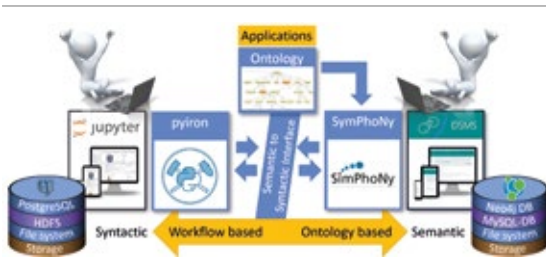 Applications
Ontology
jupyter
pyiron
Semantic to
Syntactic Interface
SymPhoNy
SimPhoNy
DSMS
PostgreSQL
HDFS
File system
Storage
Syntactic
Workflow based
Ontology based
Semantic
Neo4j DB
MySQL-DB
File system
Storage